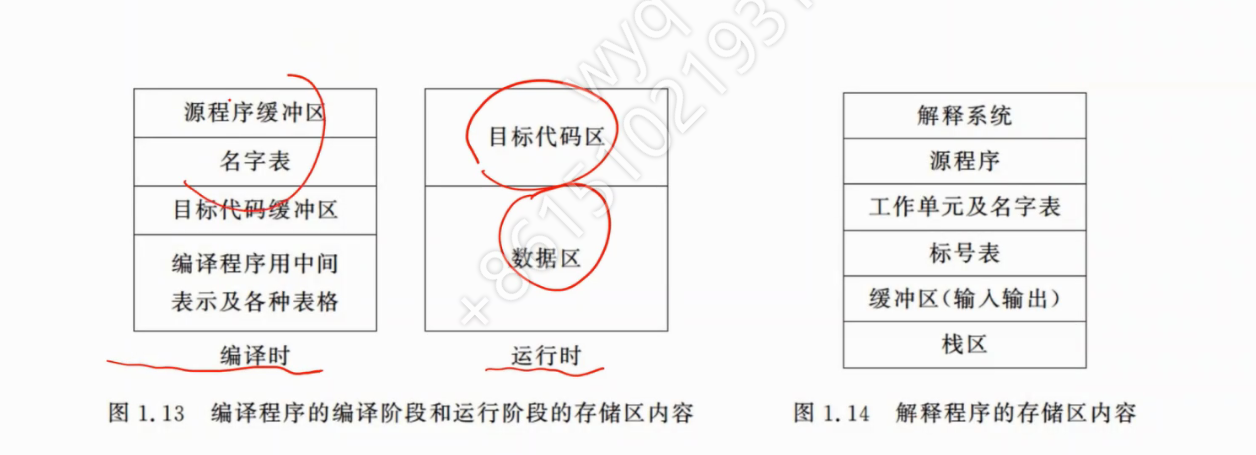 源程序缓冲区
名字表
目标代码缓冲区
编译程序用中间
表示及各种表格
编译时
目标代码区
数据区
运行时
图 1.13 编译程序的编译阶段和运行阶段的存储区内容
解释系统
源程序
工作单元及名字表
标号表
缓冲区(输入输出)
栈区
图 1.14 解释程序的存储区内容
wyq
+8615102193